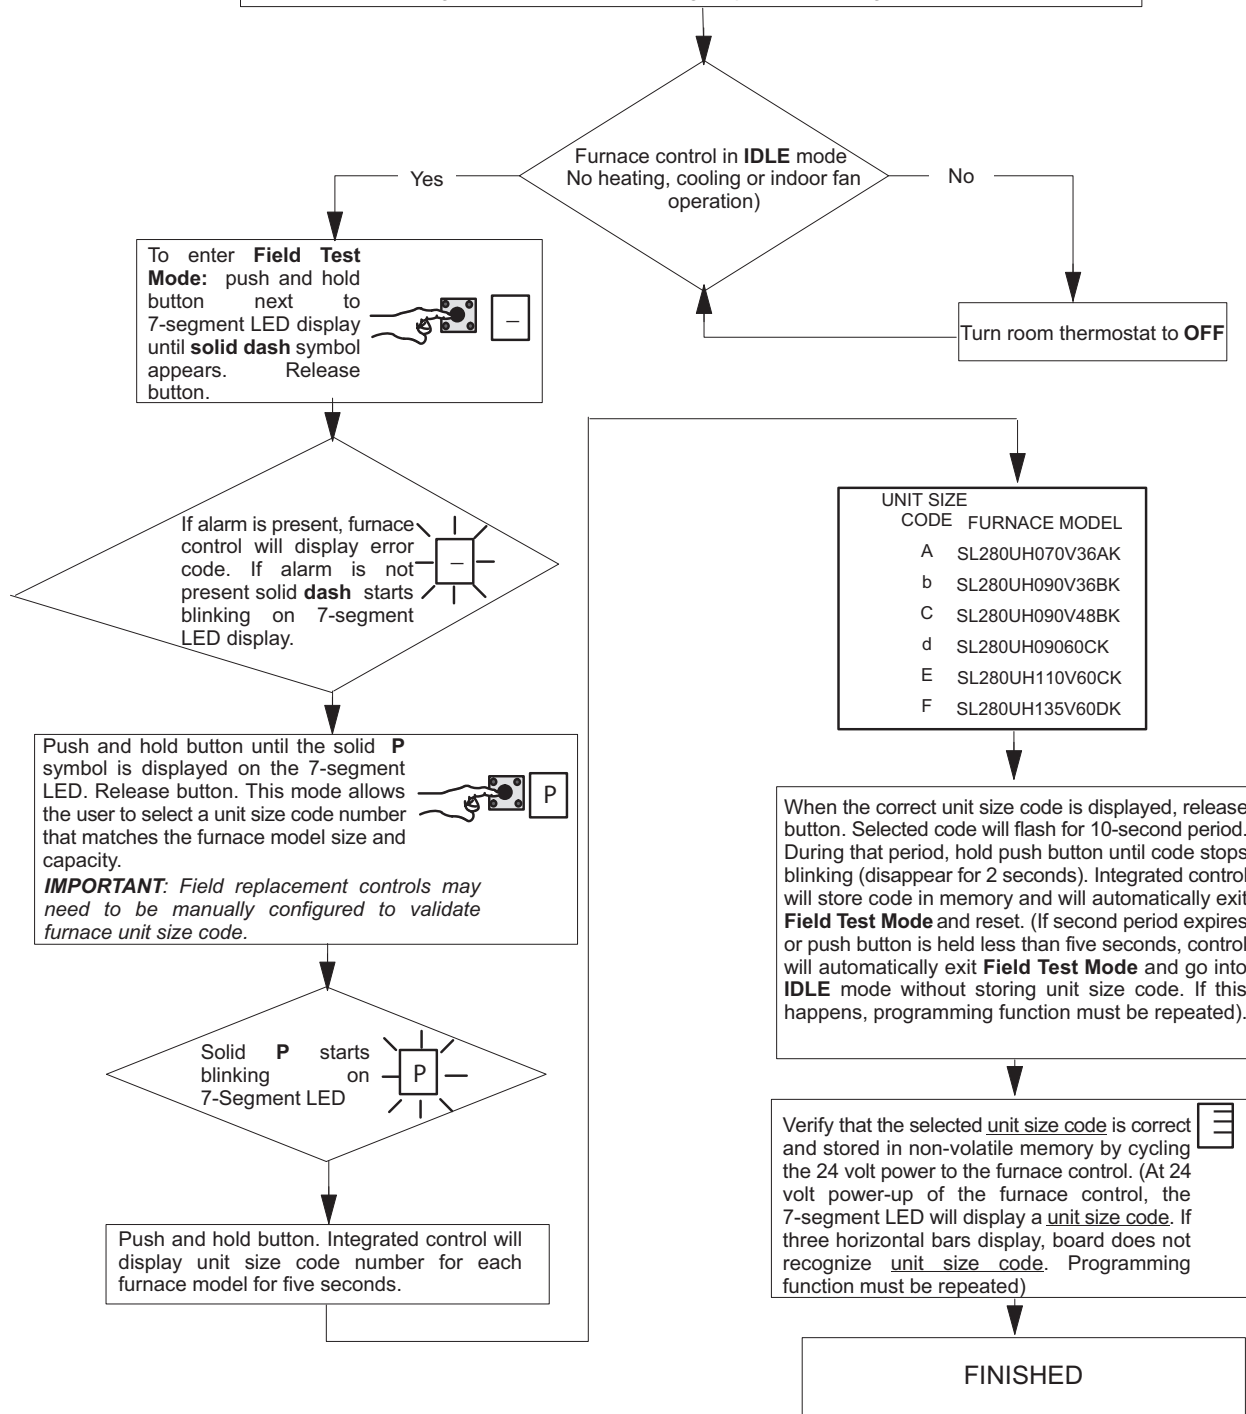 Furnace control in IDLE mode
No heating, cooling or indoor fan
operation)
Yes
No
To enter Field Test
Mode: push and hold
button next to
7-segment LED display
until solid dash symbol
appears. Release
button.
–
Turn room thermostat to OFF
If alarm is present, furnace
control will display error
code. If alarm is not
present solid dash starts
blinking on 7-segment
LED display.
–
Push and hold button until the solid P
symbol is displayed on the 7-segment
LED. Release button. This mode allows
the user to select a unit size code number
that matches the furnace model size and
capacity.
IMPORTANT: Field replacement controls may
need to be manually configured to validate
furnace unit size code.
P
Solid P starts
blinking on
7-Segment LED
P
Push and hold button. Integrated control will
display unit size code number for each
furnace model for five seconds.
UNIT SIZE
CODE FURNACE MODEL
A SL280UH070V36AK
b SL280UH090V36BK
C SL280UH090V48BK
d SL280UH09060CK
E SL280UH110V60CK
F SL280UH135V60DK
When the correct unit size code is displayed, release
button. Selected code will flash for 10-second period.
During that period, hold push button until code stops
blinking (disappear for 2 seconds). Integrated control
will store code in memory and will automatically exit
Field Test Mode and reset. (If second period expires
or push button is held less than five seconds, control
will automatically exit Field Test Mode and go into
IDLE mode without storing unit size code. If this
happens, programming function must be repeated).
Verify that the selected unit size code is correct
and stored in non-volatile memory by cycling
the 24 volt power to the furnace control. (At 24
volt power-up of the furnace control, the
7-segment LED will display a unit size code. If
three horizontal bars display, board does not
recognize unit size code. Programming
function must be repeated)
FINISHED